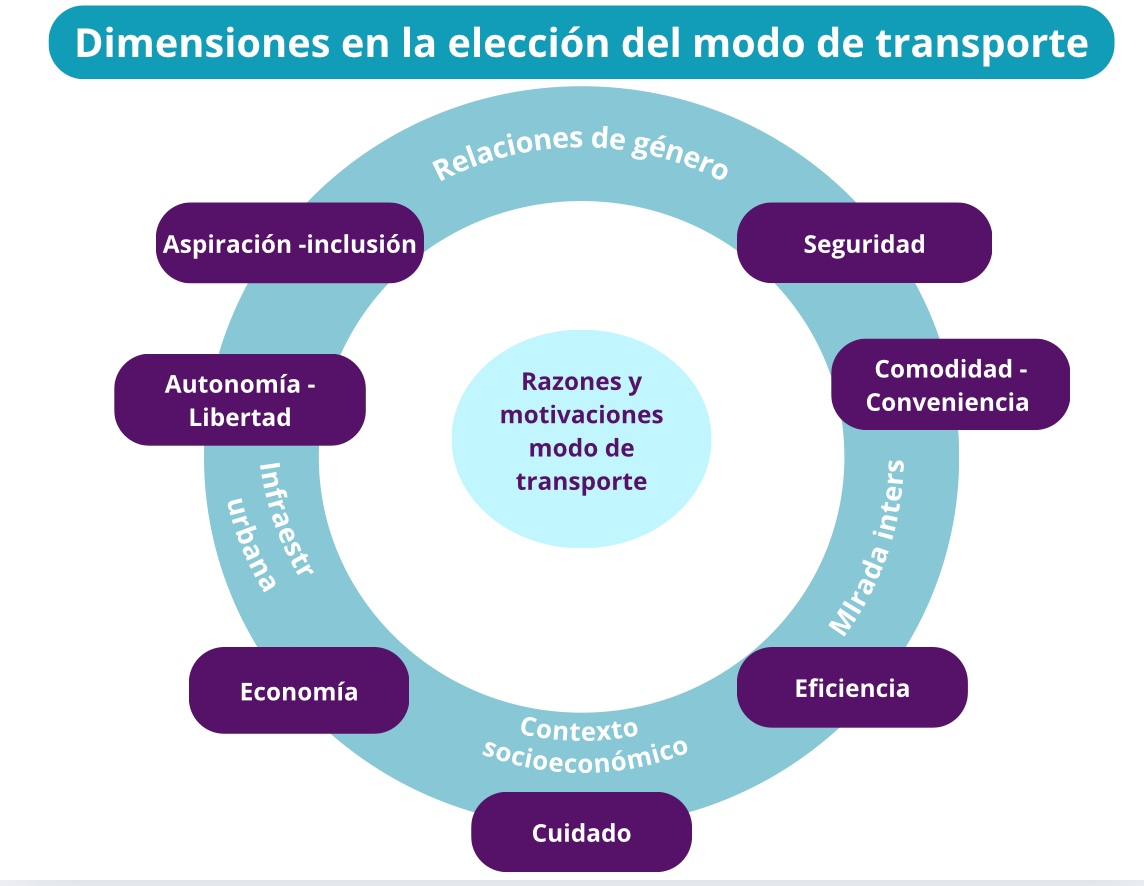 Dimensiones en la elección del modo de transporte
Relaciones de género
Aspiración -inclusión
Seguridad
Autonomía -
Libertad
Comodidad -
Conveniencia
Razones y
motivaciones
modo de
transporte
Infraestr
urbana
MIrada inters
Economía
Eficiencia
Contexto
socioeconómico
Cuidado